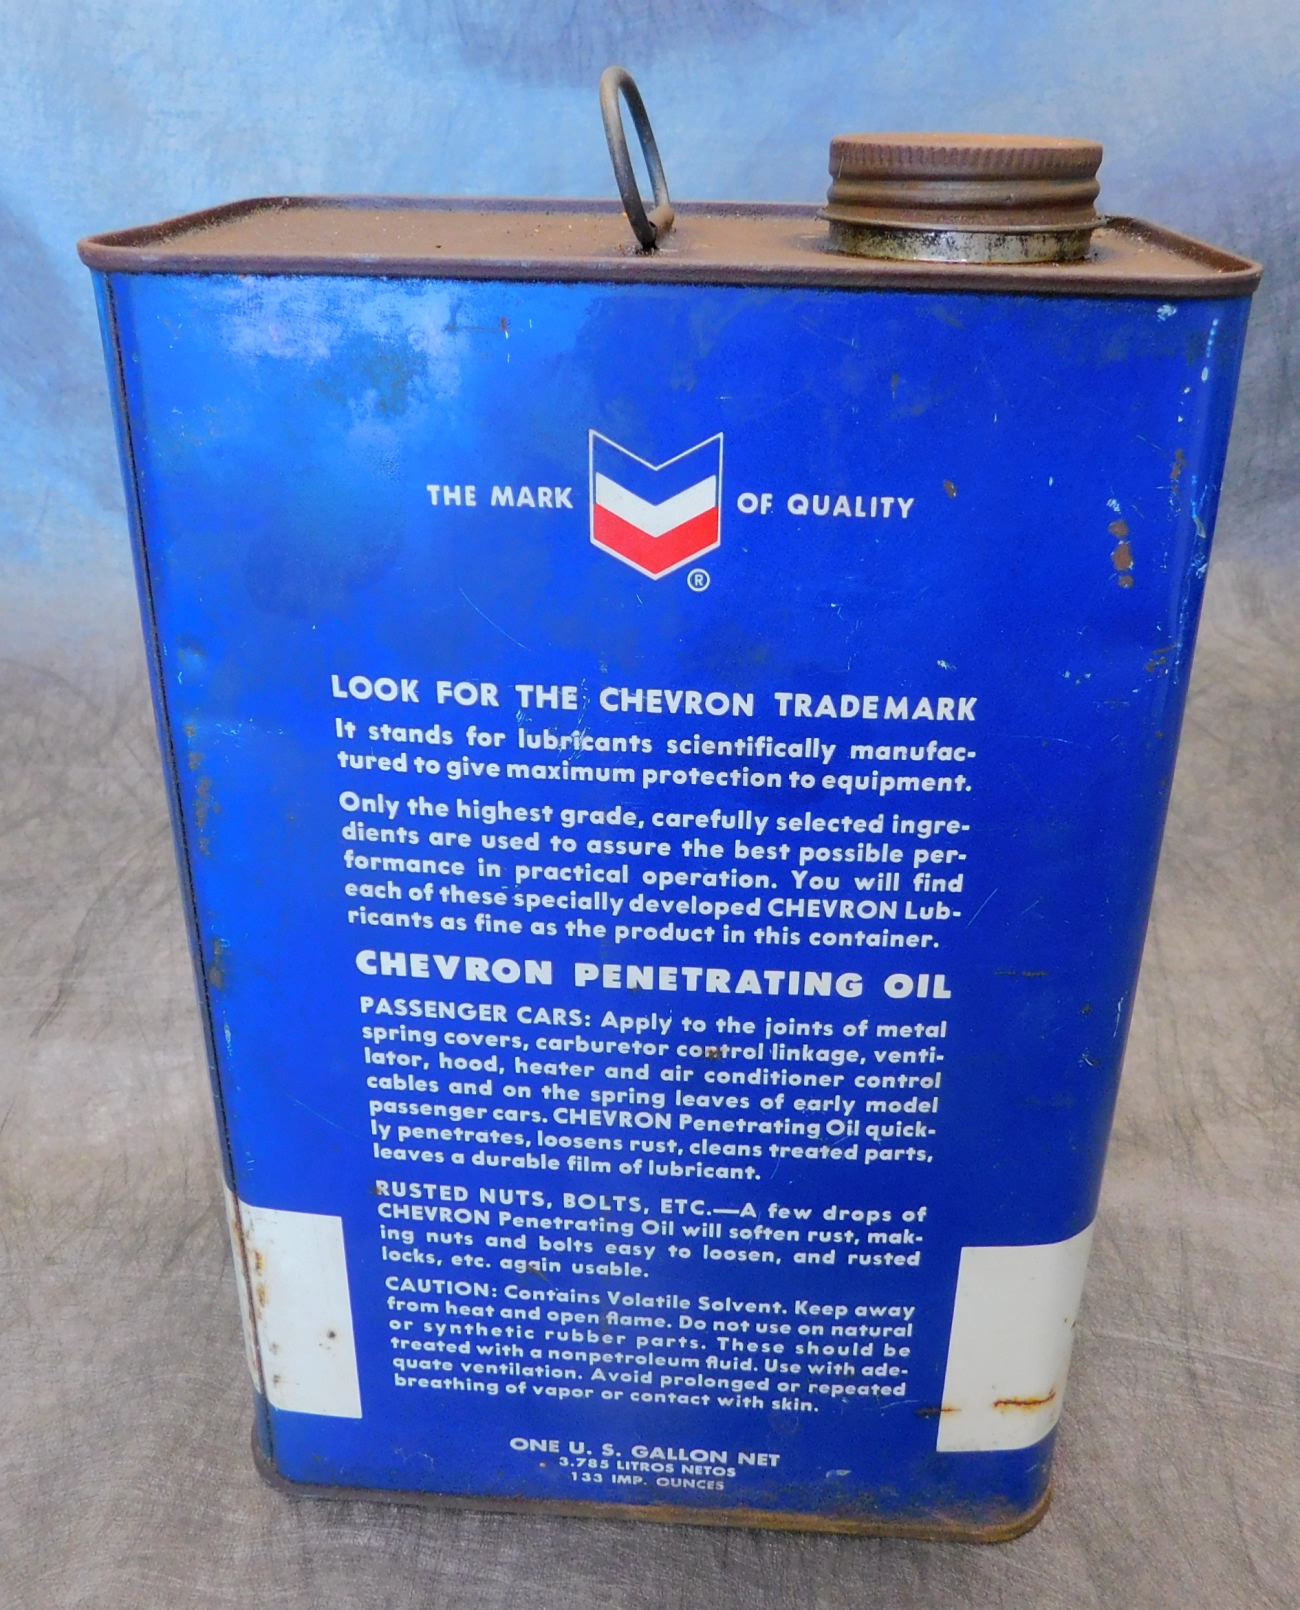 THE MARK OF QUALITY
®
LOOK FOR THE CHEVRON TRADEMARK
It stands for lubricants scientifically manufac-
tured to give maximum protection to equipment.
Only the highest grade, carefully selected ingre-
dients are used to assure the best possible per-
formance in practical operation. You will find
each of these specially developed CHEVRON Lub-
ricants as fine as the product in this container.
CHEVRON PENETRATING OIL
PASSENGER CARS: Apply to the joints of metal
spring covers, carburetor control linkage, venti-
lator, hood, heater and air conditioner control
cables and on the spring leaves of early model
passenger cars. CHEVRON Penetrating Oil quick-
ly penetrates, loosens rust, cleans treated parts,
leaves a durable film of lubricant.
RUSTED NUTS, BOLTS, ETC.—A few drops of
CHEVRON Penetrating Oil will soften rust, mak-
ing nuts and bolts easy to loosen, and rusted
locks, etc. again usable.
CAUTION: Contains Volatile Solvent. Keep away
from heat and open flame. Do not use on natural
or synthetic rubber parts. These should be
treated with a nonpetroleum fluid. Use with ade-
quate ventilation. Avoid prolonged or repeated
breathing of vapor or contact with skin.
ONE U. S. GALLON NET
3.785 LITROS NETOS
133 IMP. OUNCES